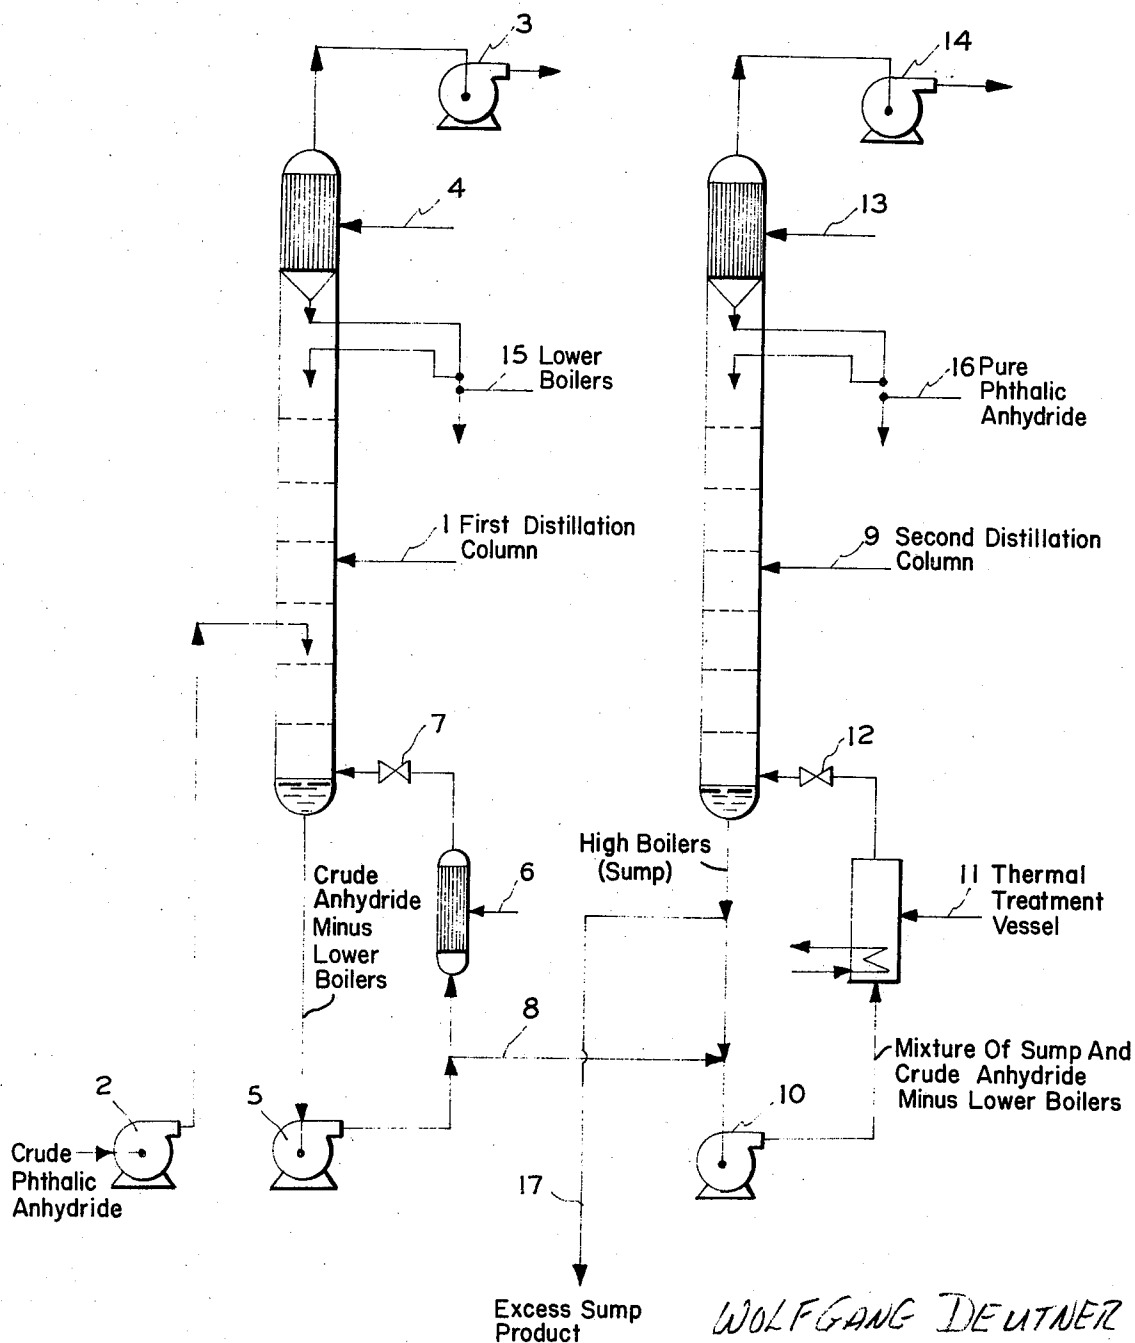 3
14
4
13
15 Lower
Boilers
16 Pure
Phthalic
Anhydride
1 First Distillation
Column
9 Second Distillation
Column
7
12
High Boilers
(Sump)
Crude
Anhydride
Minus
Lower
Boilers
6
11 Thermal
Treatment
Vessel
8
Mixture Of Sump And
Crude Anhydride
Minus Lower Boilers
2
5
10
Crude
Phthalic
Anhydride
17
Excess Sump
Product
WOLFGANG DEUTNER